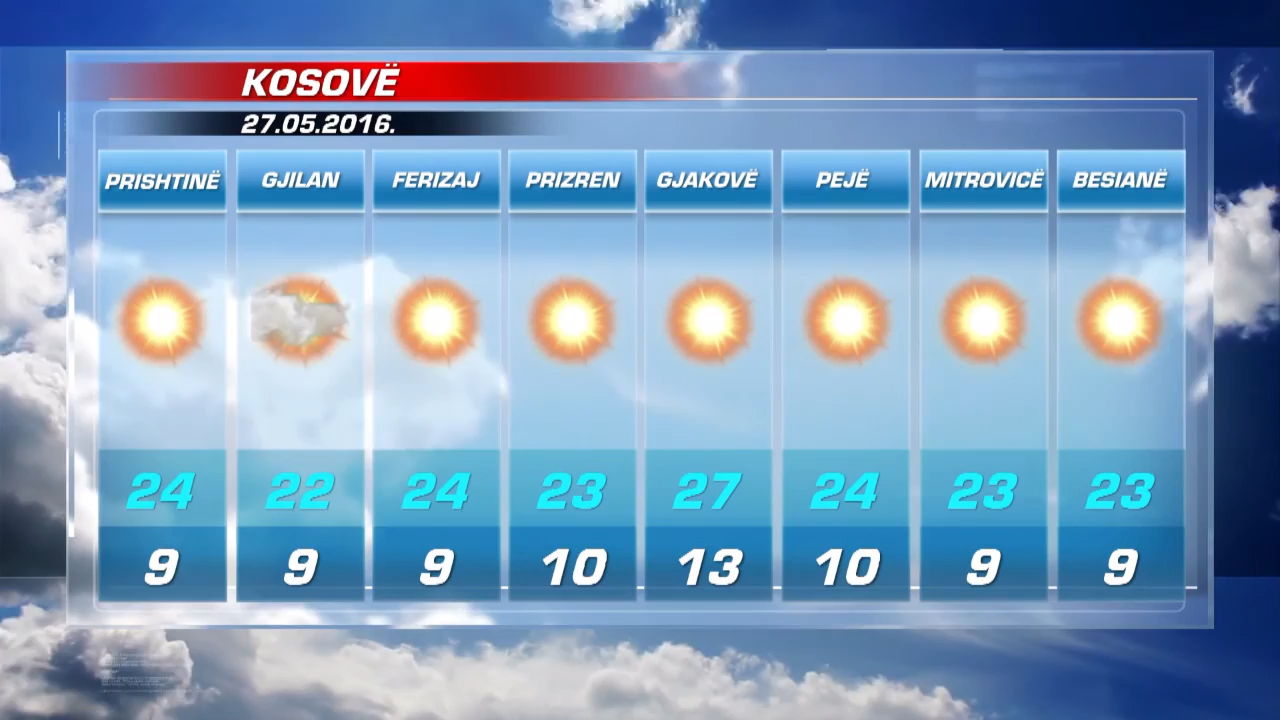 KOSOVË
27.05.2016.
PRISHTINË GJILAN FERIZAJ PRIZREN GJAKOVË PEJË MITROVICË BESIANË
24 22 24 23 27 24 23 23
9 9 9 10 13 10 9 9